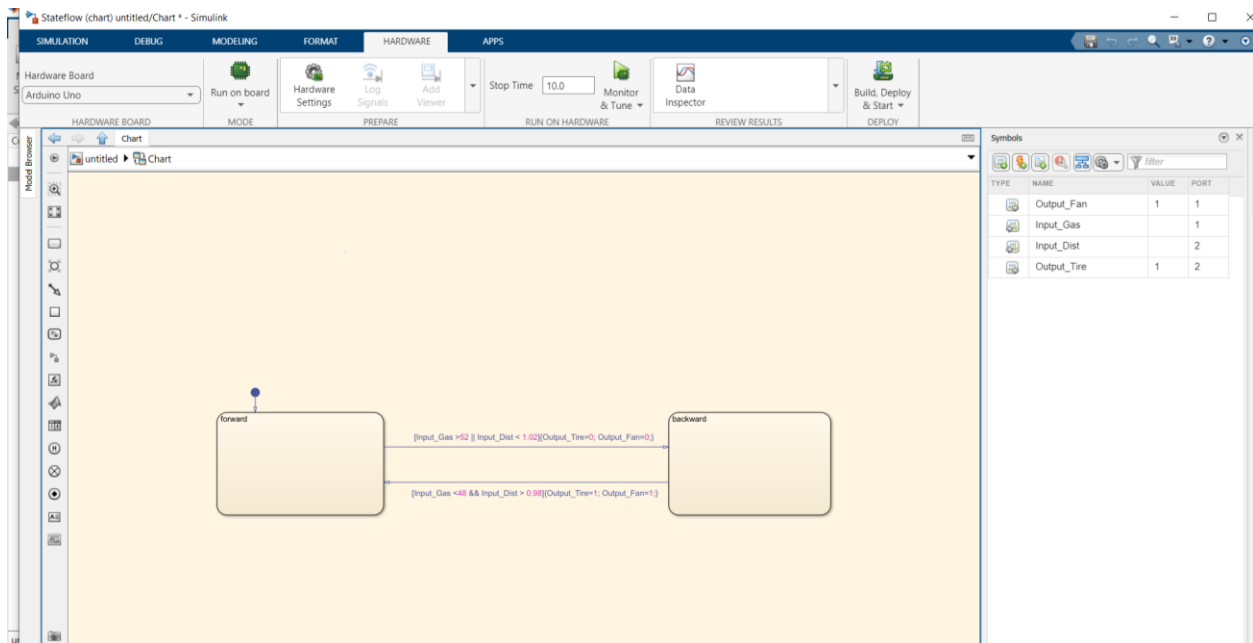 Stateflow (chart) untitled/Chart * - Simulink
SIMULATION DEBUG MODELING FORMAT HARDWARE APPS
Hardware Board
Arduino Uno
Run on board
Hardware Settings
Log Signals
Add Viewer
Stop Time 10.0
Monitor & Tune
Data Inspector
Build, Deploy & Start
HARDWARE BOARD MODE PREPARE RUN ON HARDWARE REVIEW RESULTS DEPLOY
Model Browser
Chart
untitled Chart
forward
backward
[Input_Gas >52 || Input_Dist < 1.02]{Output_Tire=0; Output_Fan=0;}
[Input_Gas <48 && Input_Dist > 0.98]{Output_Tire=1; Output_Fan=1;}
Symbols
filter
TYPE NAME VALUE PORT
Output_Fan 1 1
Input_Gas 1
Input_Dist 2
Output_Tire 1 2